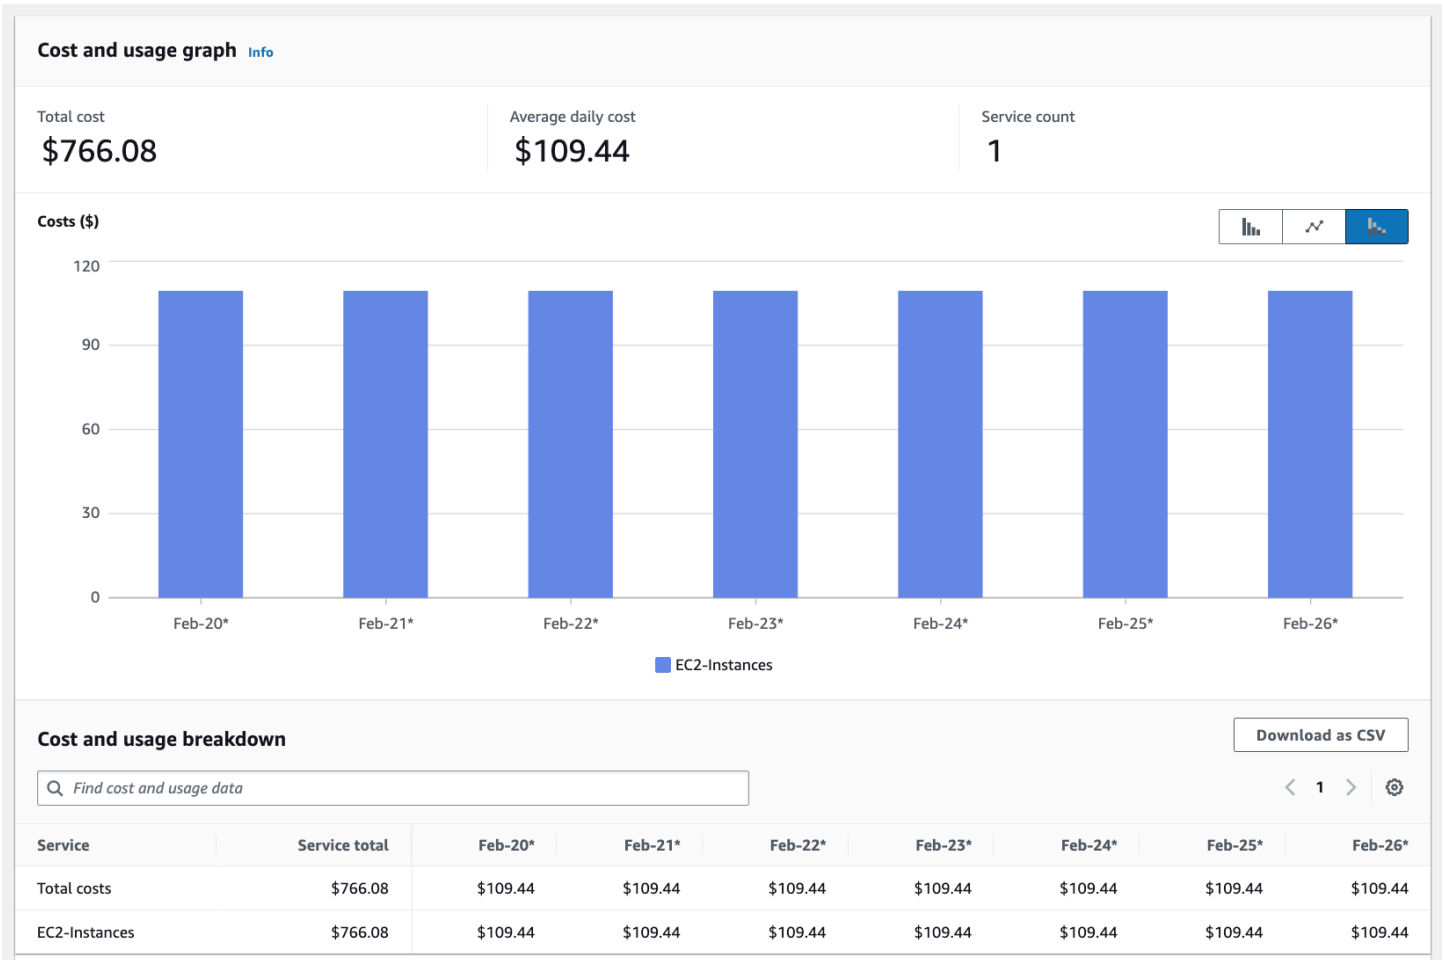 Cost and usage graph Info
Total cost Average daily cost Service count
$766.08 $109.44 1
Costs ($)
120
90
60
30
0
Feb-20* Feb-21* Feb-22* Feb-23* Feb-24* Feb-25* Feb-26*
EC2-Instances
Cost and usage breakdown Download as CSV
Find cost and usage data 1
Service Service total Feb-20* Feb-21* Feb-22* Feb-23* Feb-24* Feb-25* Feb-26*
Total costs $766.08 $109.44 $109.44 $109.44 $109.44 $109.44 $109.44 $109.44
EC2-Instances $766.08 $109.44 $109.44 $109.44 $109.44 $109.44 $109.44 $109.44